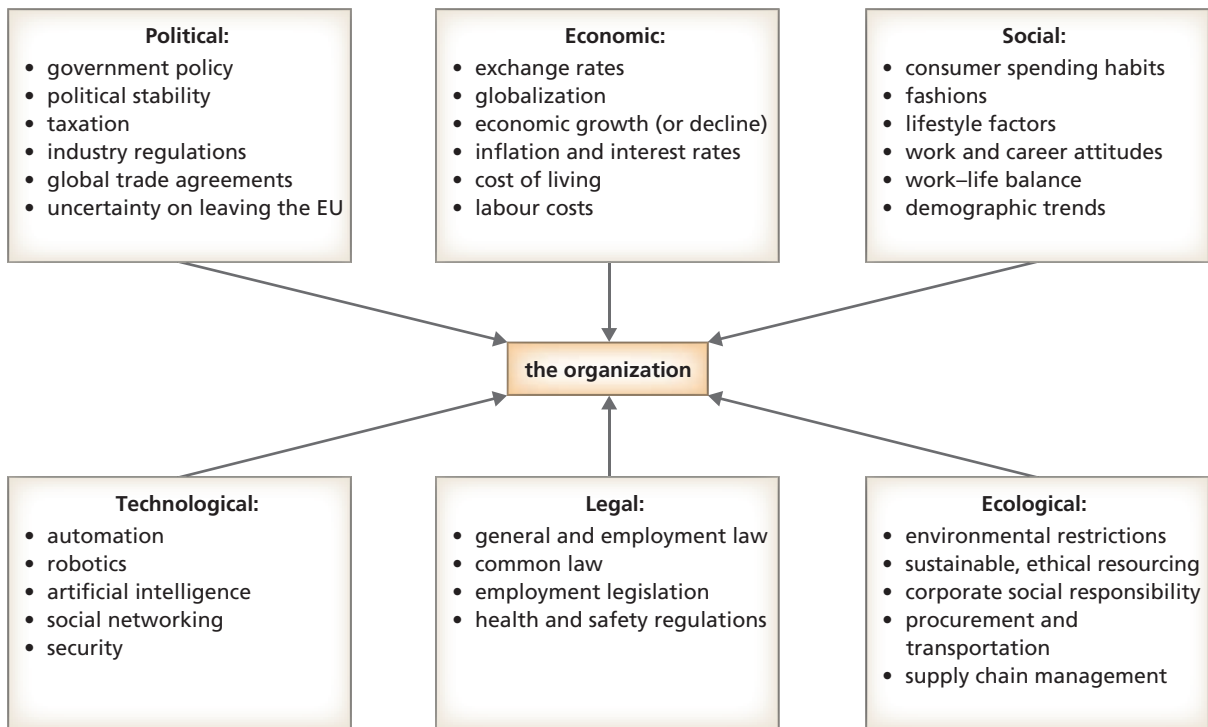 Political:
• government policy
• political stability
• taxation
• industry regulations
• global trade agreements
• uncertainty on leaving the EU
Economic:
• exchange rates
• globalization
• economic growth (or decline)
• inflation and interest rates
• cost of living
• labour costs
Social:
• consumer spending habits
• fashions
• lifestyle factors
• work and career attitudes
• work–life balance
• demographic trends
the organization
Technological:
• automation
• robotics
• artificial intelligence
• social networking
• security
Legal:
• general and employment law
• common law
• employment legislation
• health and safety regulations
Ecological:
• environmental restrictions
• sustainable, ethical resourcing
• corporate social responsibility
• procurement and
transportation
• supply chain management